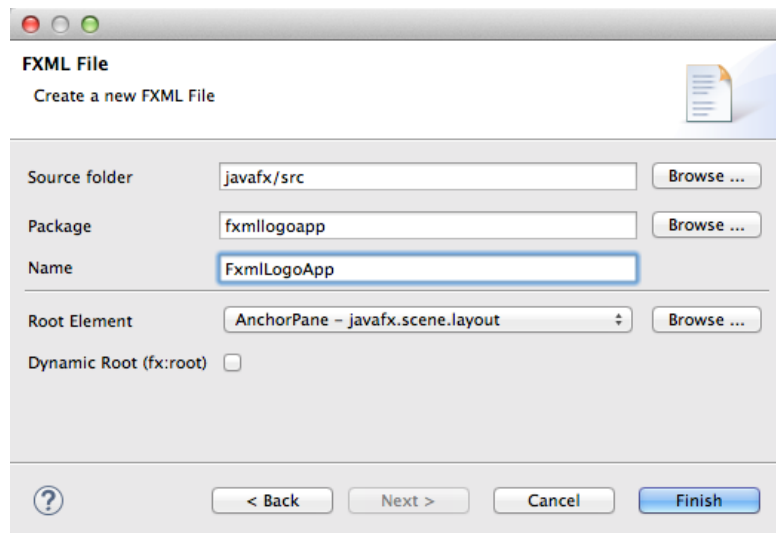 FXML File
Create a new FXML File
Source folder javafx/src Browse ...
Package fxmllogoapp Browse ...
Name FxmlLogoApp
Root Element AnchorPane – javafx.scene.layout Browse ...
Dynamic Root (fx:root)
? < Back Next > Cancel Finish